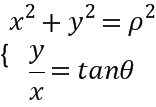 x² + y² = ρ²
{ y/x = tanθ